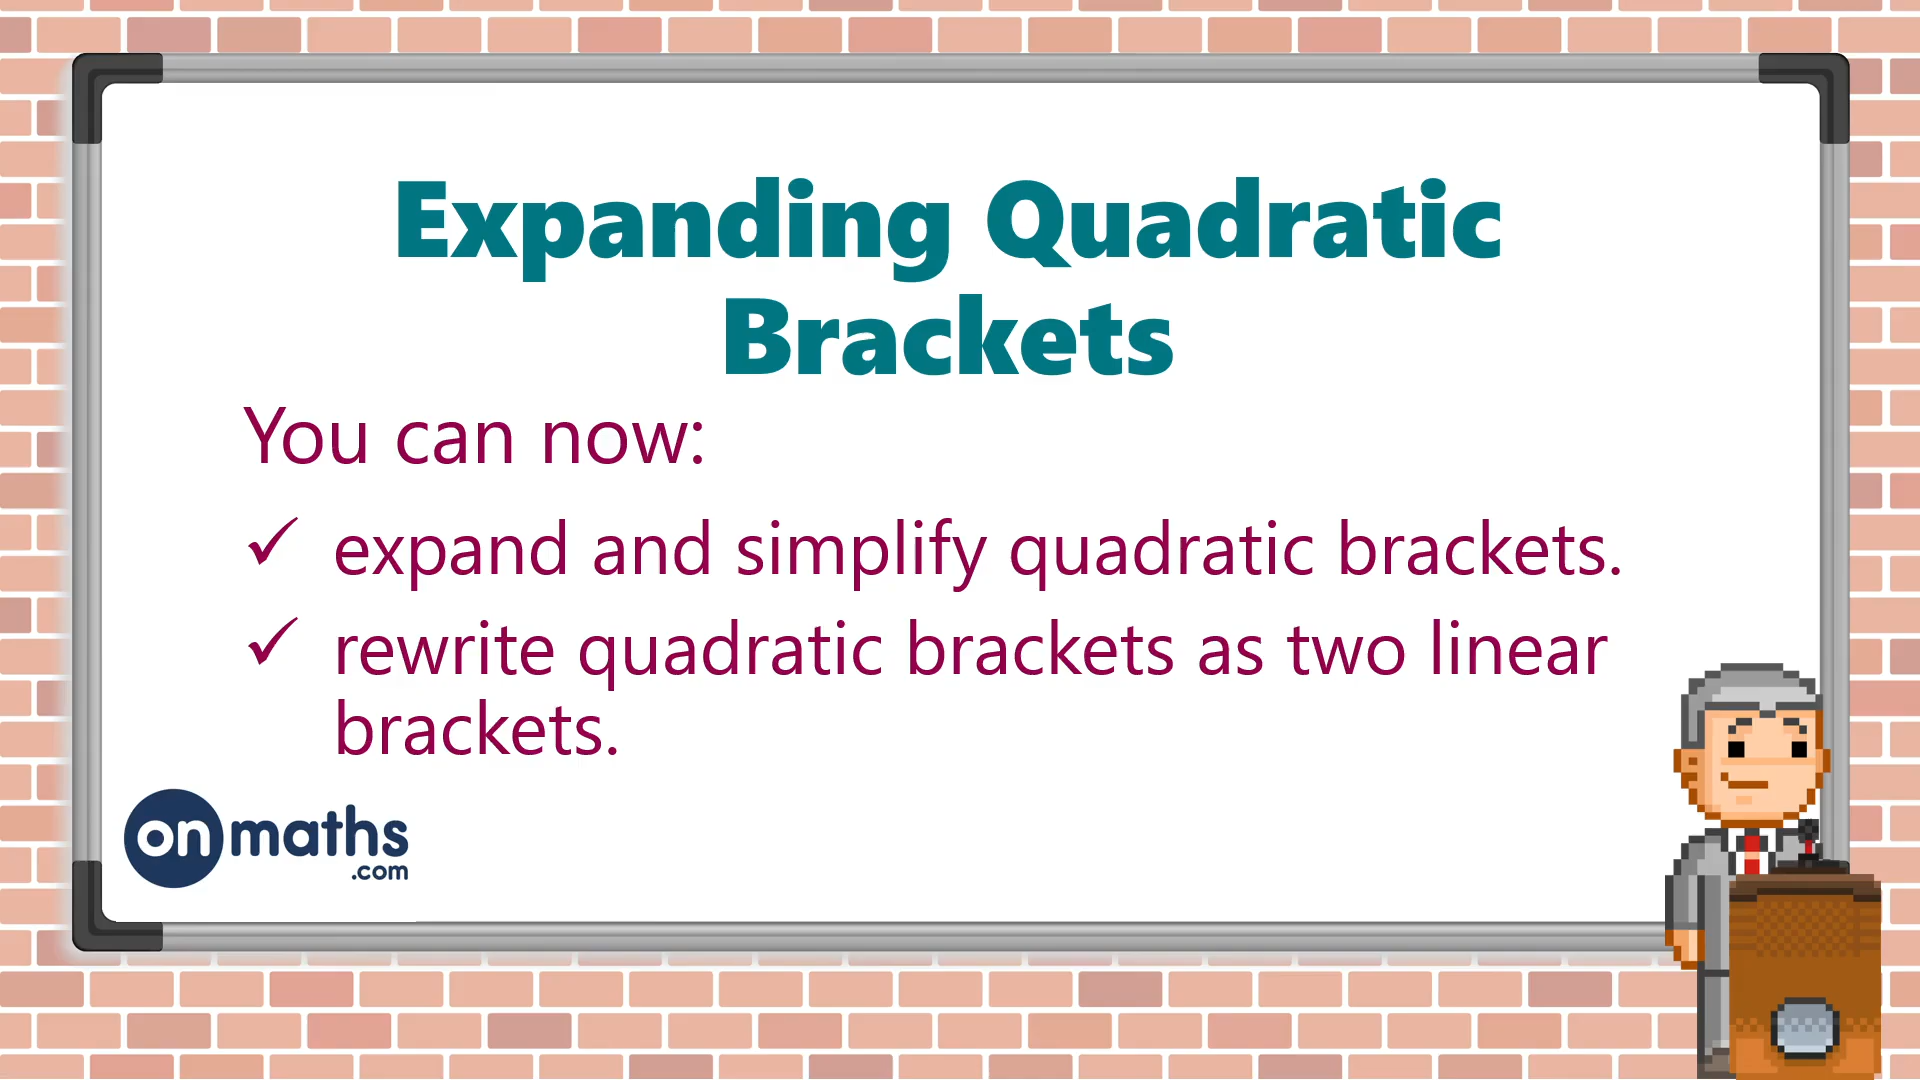 Expanding Quadratic
Brackets
You can now:
✓ expand and simplify quadratic brackets.
✓ rewrite quadratic brackets as two linear
brackets.
onmaths
.com